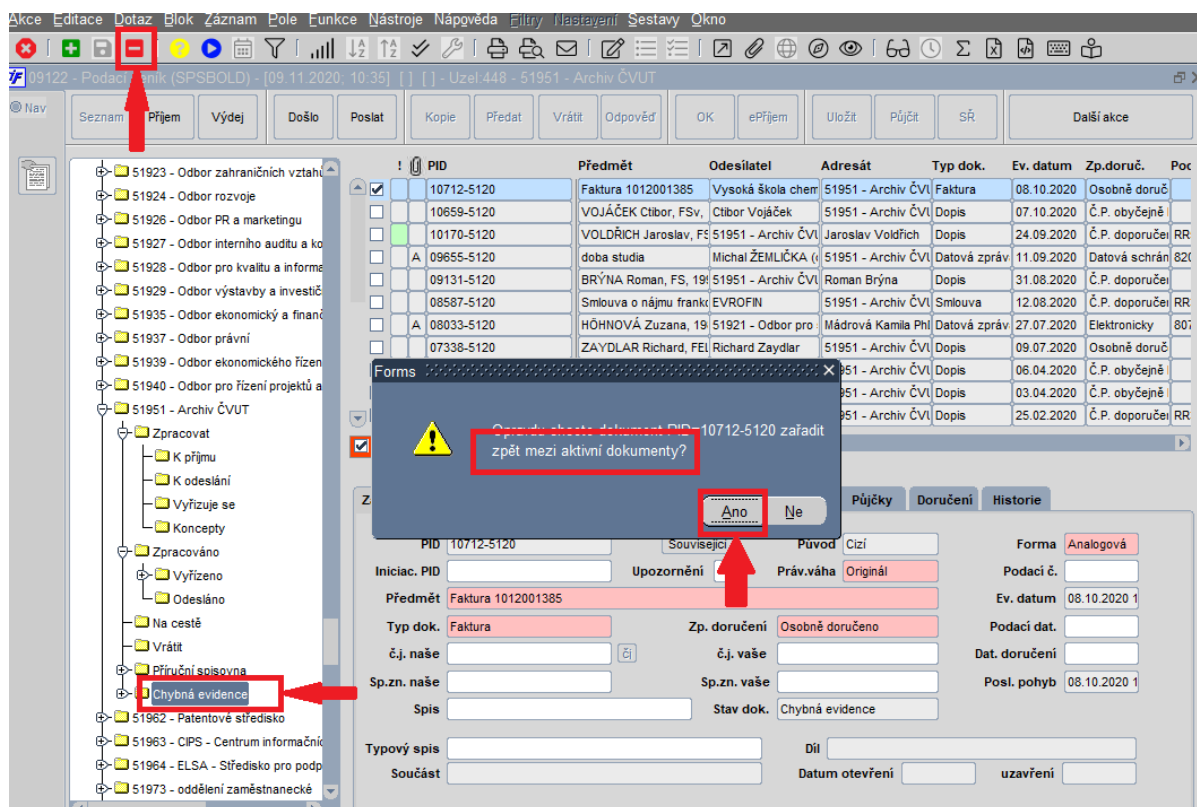 Akce Editace Dotaz Blok Záznam Pole Funkce Nástroje Nápověda Filtry Nastavení Sestavy Okno
09122 - Podací deník (SPSBOLD) - [09.11.2020; 10:35] [ ] [ ] - Uzel:448 - 51951 - Archiv ČVUT
Nav
Seznam Příjem Výdej Došlo Poslat Kopie Předat Vrátit Odpověď OK ePříjem Uložit Půjčit SŘ Další akce
51923 - Odbor zahraničních vztahů
51924 - Odbor rozvoje
51926 - Odbor PR a marketingu
51927 - Odbor interního auditu a ko
51928 - Odbor pro kvalitu a informa
51929 - Odbor výstavby a investič
51935 - Odbor ekonomický a finanč
51937 - Odbor právní
51939 - Odbor ekonomického řízen
51940 - Odbor pro řízení projektů a
51951 - Archiv ČVUT
Zpracovat
K příjmu
K odeslání
Vyřizuje se
Koncepty
Zpracováno
Vyřízeno
Odesláno
Na cestě
Vrátit
Příruční spisovna
Chybná evidence
51962 - Patentové středisko
51963 - CIPS - Centrum informačníc
51964 - ELSA - Středisko pro podp
51973 - oddělení zaměstnanecké
! PID Předmět Odesílatel Adresát Typ dok. Ev. datum Zp.doruč. Poc
10712-5120 Faktura 1012001385 Vysoká škola chem 51951 - Archiv ČVU Faktura 08.10.2020 Osobně doruč
10659-5120 VOJÁČEK Ctibor, FSv, Ctibor Vojáček 51951 - Archiv ČVU Dopis 07.10.2020 Č.P. obyčejně
10170-5120 VOLDŘICH Jaroslav, FS 51951 - Archiv ČVU Jaroslav Voldřich Dopis 24.09.2020 Č.P. doporučen RR
A 09655-5120 doba studia Michal ŽEMLIČKA ( 51951 - Archiv ČVU Datová zpráv 11.09.2020 Datová schrán 820
09131-5120 BRÝNA Roman, FS, 19 51951 - Archiv ČVU Roman Brýna Dopis 31.08.2020 Č.P. doporučen
08587-5120 Smlouva o nájmu franko EVROFIN 51951 - Archiv ČVU Smlouva 12.08.2020 Č.P. doporučen RR
A 08033-5120 HÖHNOVÁ Zuzana, 19 51921 - Odbor pro Mádrová Kamila Phl Datová zpráv 27.07.2020 Elektronicky 807
07338-5120 ZAYDLAR Richard, FEL Richard Zaydlar 51951 - Archiv ČVU Dopis 09.07.2020 Osobně doruč
951 - Archiv ČVU Dopis 06.04.2020 Č.P. obyčejně
951 - Archiv ČVU Dopis 03.04.2020 Č.P. obyčejně
951 - Archiv ČVU Dopis 25.02.2020 Č.P. doporučen RR
Forms
Opravdu chcete dokument PID=10712-5120 zařadit
zpět mezi aktivní dokumenty?
Ano Ne
Půjčky Doručení Historie
PID 10712-5120 Související Původ Cizí Forma Analogová
Iniciac. PID Upozornění Práv.váha Originál Podací č.
Předmět Faktura 1012001385 Ev. datum 08.10.2020 1
Typ dok. Faktura Zp. doručení Osobně doručeno Podací dat.
č.j. naše čj č.j. vaše Dat. doručení
Sp.zn. naše Sp.zn. vaše Posl. pohyb 08.10.2020 1
Spis Stav dok. Chybná evidence
Typový spis Díl
Součást Datum otevření uzavření